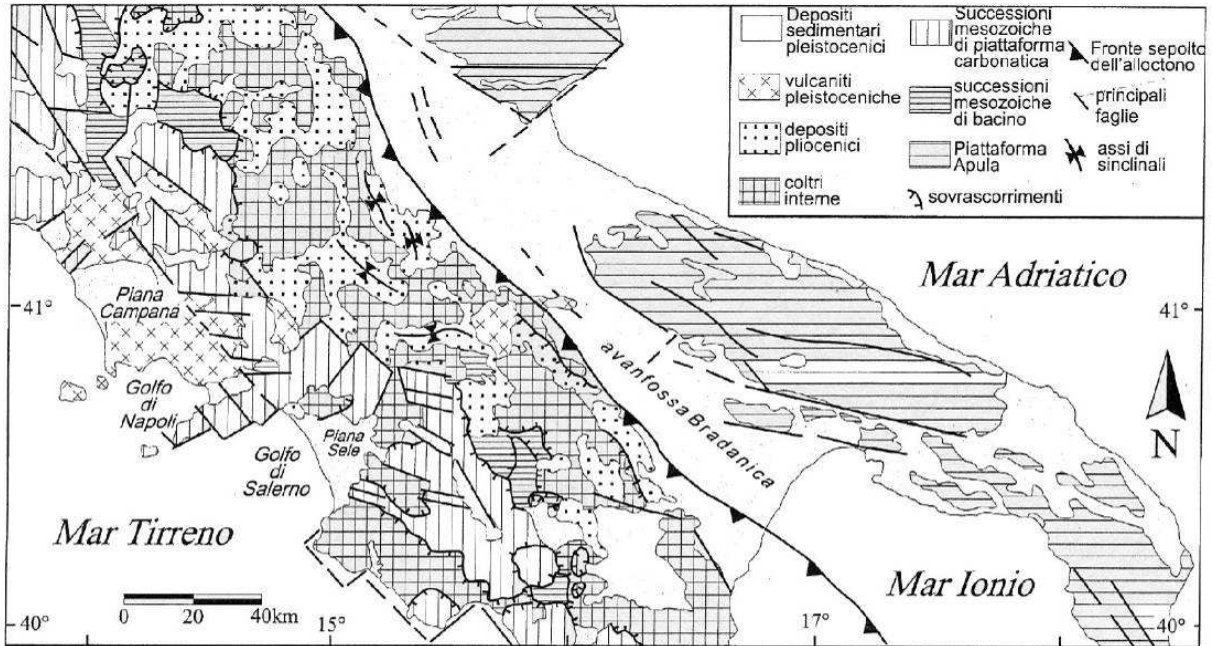 Depositi
sedimentari
pleistocenici
vulcaniti
pleistoceniche
depositi
pliocenici
coltri
interne
Successioni
mesozoiche
di piattaforma
carbonatica
successioni
mesozoiche
di bacino
Piattaforma
Apula
sovrascorrimenti
Fronte sepolto
dell'alloctono
principali
faglie
assi di
sinclinali
Mar Adriatico
41°
41°
Piana
Campana
avanfossa Bradanica
N
Golfo
di
Napoli
Piana
Sele
Golfo
di
Salerno
Mar Tirreno
Mar Ionio
0 20 40km
40°
15°
17°
40°